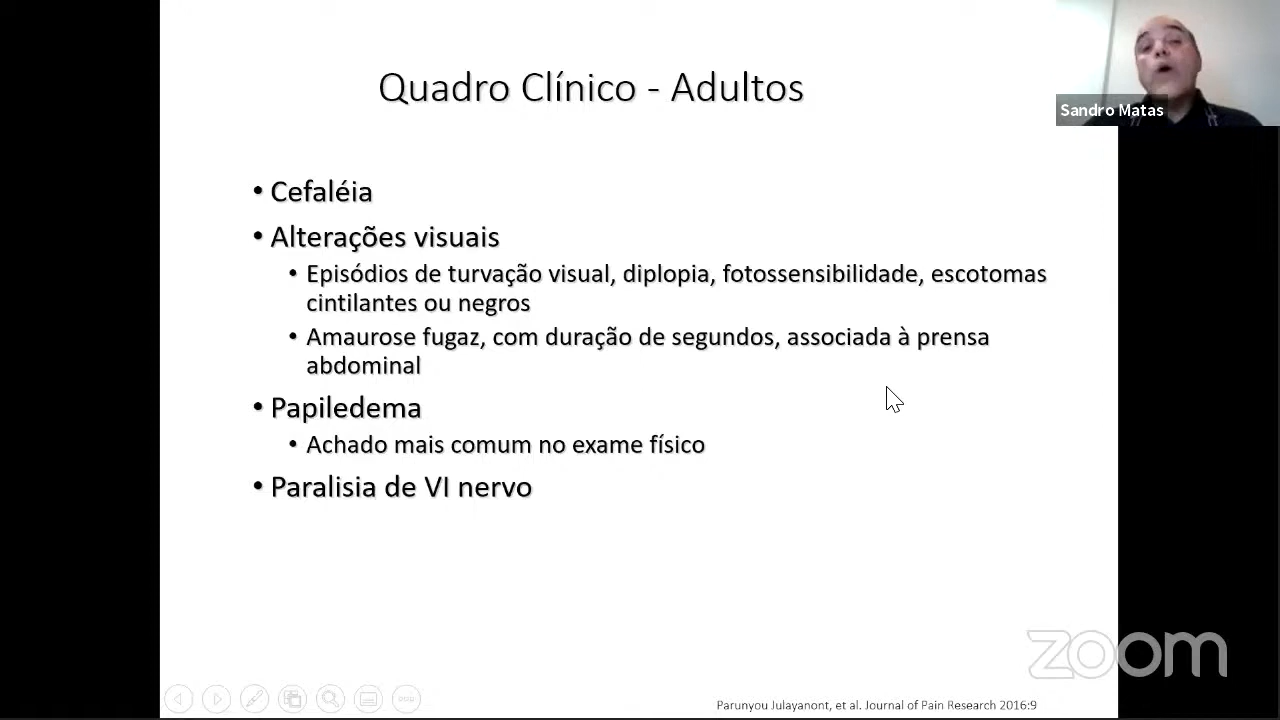 Quadro Clínico - Adultos
Sandro Matas
• Cefaléia
• Alterações visuais
• Episódios de turvação visual, diplopia, fotossensibilidade, escotomas
cintilantes ou negros
• Amaurose fugaz, com duração de segundos, associada à prensa
abdominal
• Papiledema
• Achado mais comum no exame físico
• Paralisia de VI nervo
zoom
Parunyou Julayanont, et al. Journal of Pain Research 2016:9